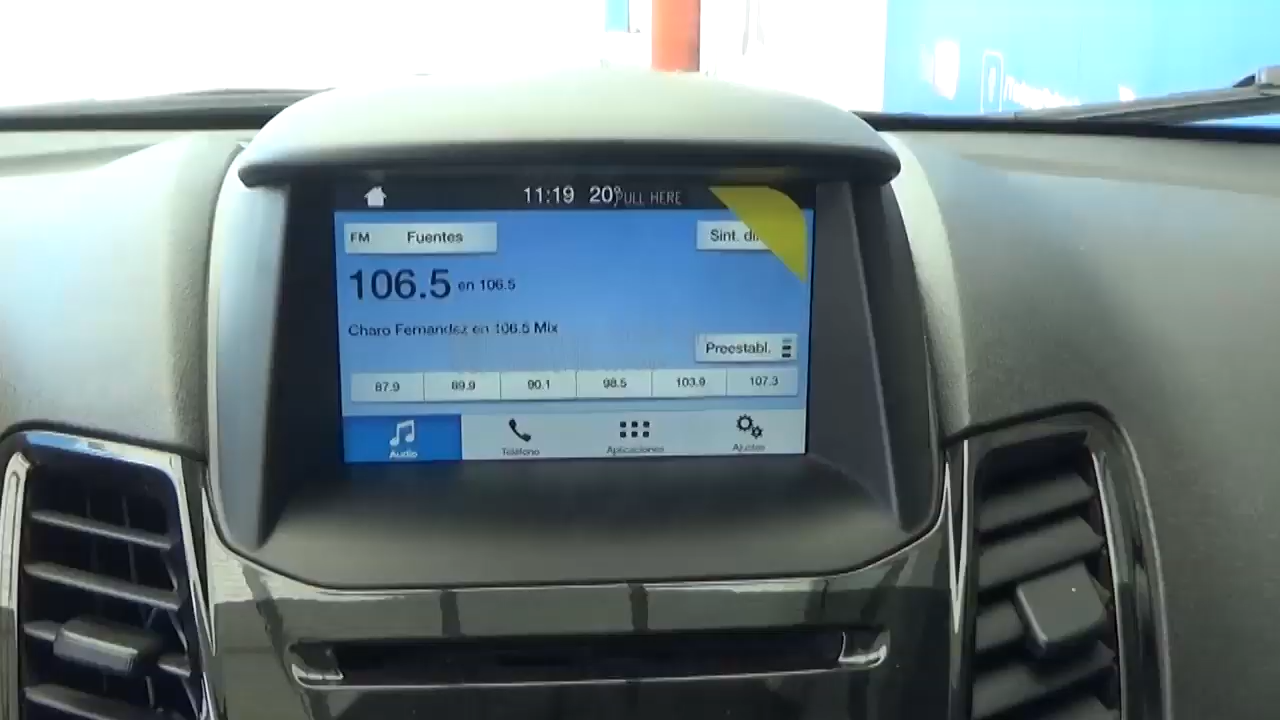 11:19 20° PULL HERE
FM Fuentes
Sint.
106.5 en 106.5
Charo Fernandez en 106.5 Mix
Preestabl.
87.9 89.9 90.1 98.5 103.9 107.3
Audio Teléfono Aplicaciones Ajustes